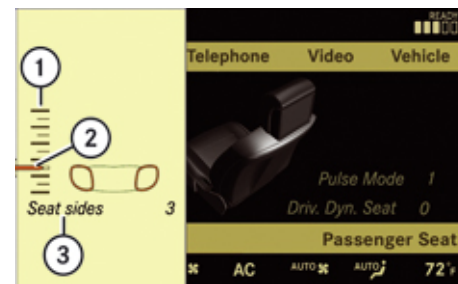 READY
Telephone Video Vehicle
1
2
Pulse Mode 1
Seat sides 3
Driv. Dyn. Seat 0
3
Passenger Seat
AC AUTO AUTO 72°F